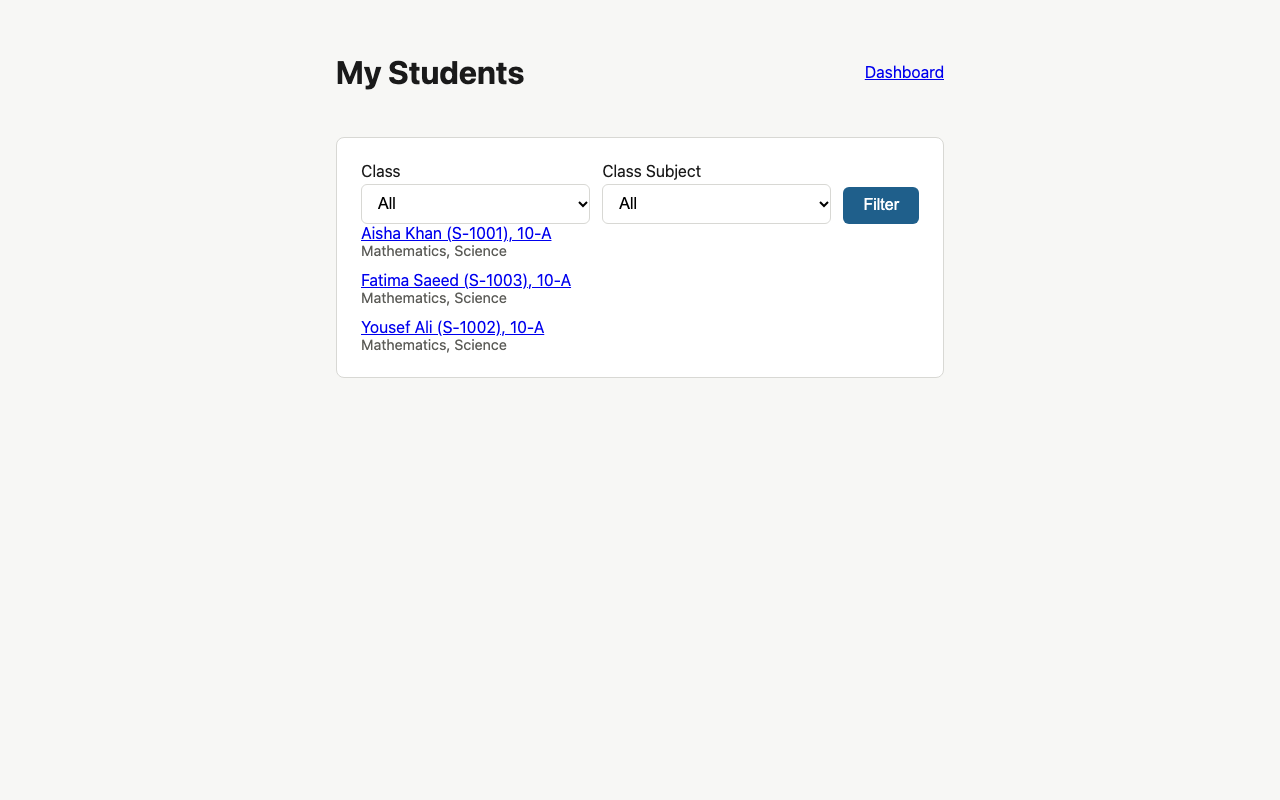 My Students
Dashboard
Class
Class Subject
All
All
Filter
Aisha Khan (S-1001), 10-A
Mathematics, Science
Fatima Saeed (S-1003), 10-A
Mathematics, Science
Yousef Ali (S-1002), 10-A
Mathematics, Science